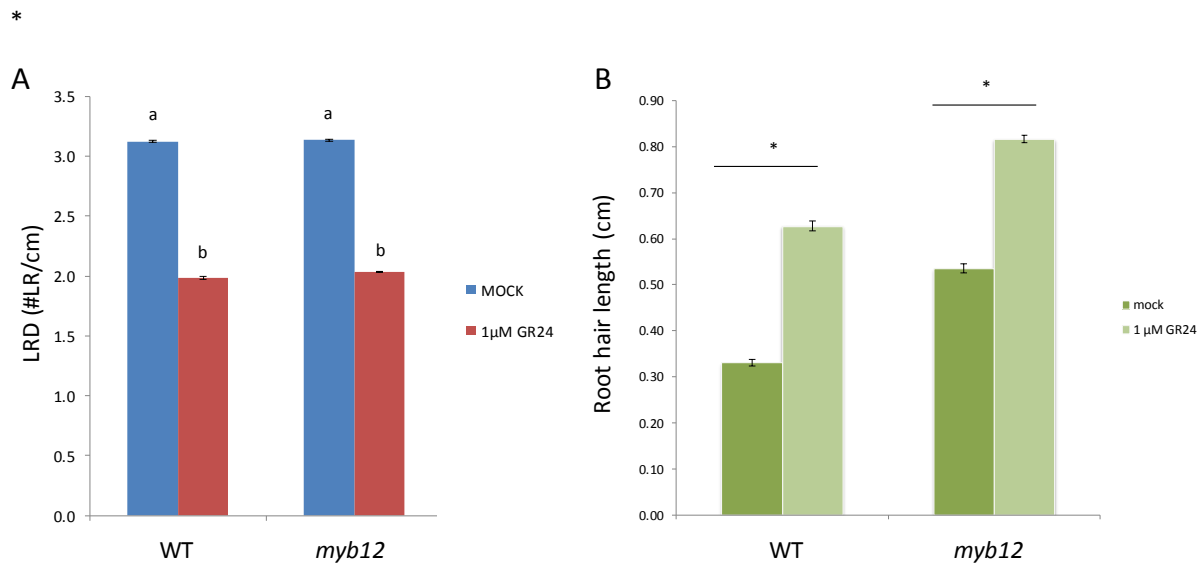 *
A
3.5
3.0
2.5
2.0
1.5
1.0
0.5
0.0
LRD (#LR/cm)
a
b
a
b
WT
myb12
MOCK
1µM GR24
B
0.90
0.80
0.70
0.60
0.50
0.40
0.30
0.20
0.10
0.00
Root hair length (cm)
*
*
WT
myb12
mock
1 µM GR24